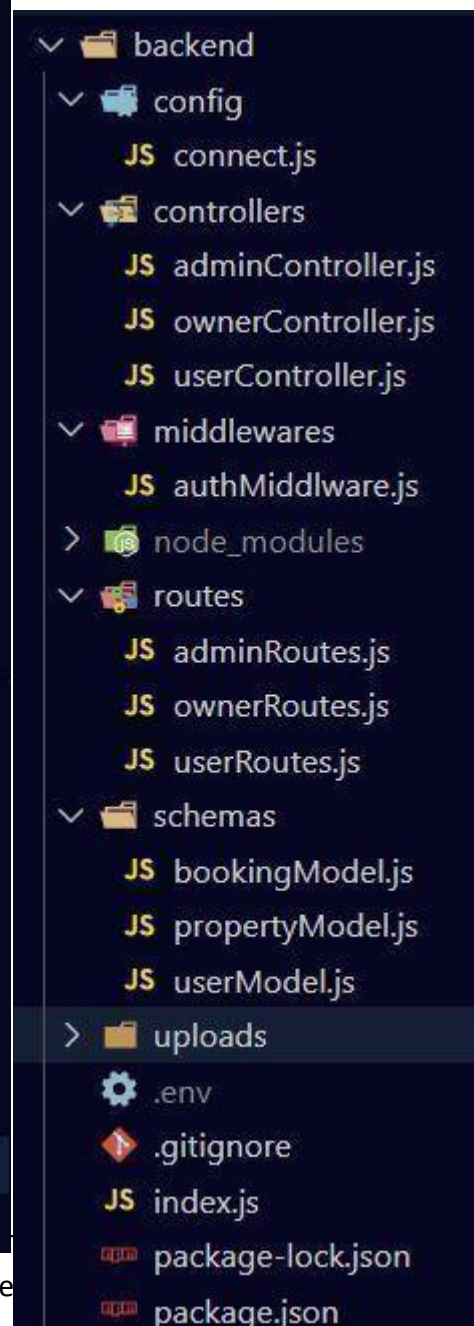 backend
config
JS connect.js
controllers
JS adminController.js
JS ownerController.js
JS userController.js
middlewares
JS authMiddlware.js
node_modules
routes
JS adminRoutes.js
JS ownerRoutes.js
JS userRoutes.js
schemas
JS bookingModel.js
JS propertyModel.js
JS userModel.js
uploads
.env
.gitignore
JS index.js
package-lock.json
e
package.json